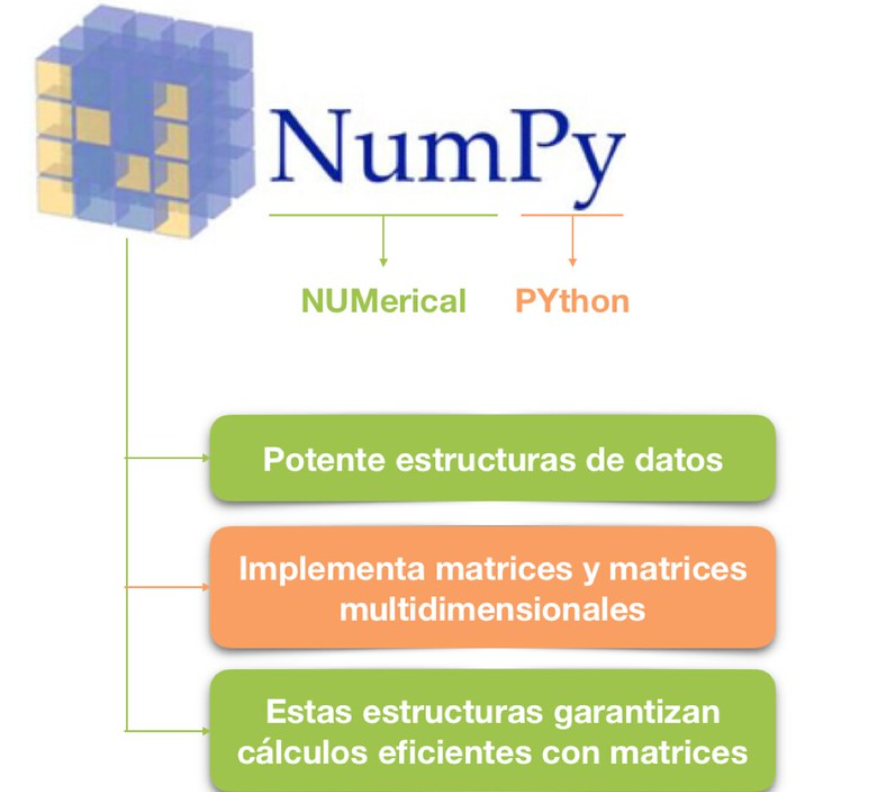 NumPy
NUMerical PYthon
Potente estructuras de datos
Implementa matrices y matrices
multidimensionales
Estas estructuras garantizan
cálculos eficientes con matrices